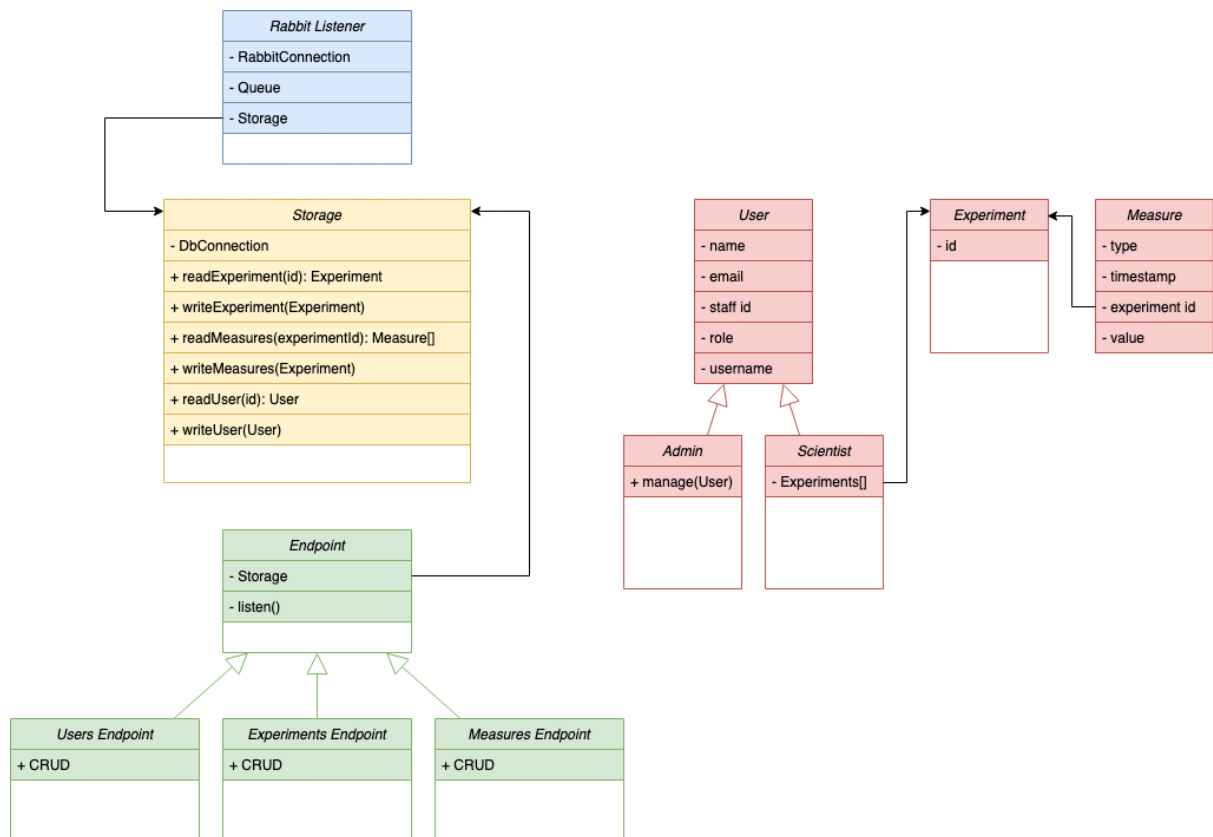 Rabbit Listener
- RabbitConnection
- Queue
- Storage
Storage
- DbConnection
+ readExperiment(id): Experiment
+ writeExperiment(Experiment)
+ readMeasures(experimentId): Measure[]
+ writeMeasures(Experiment)
+ readUser(id): User
+ writeUser(User)
User
- name
- email
- staff id
- role
- username
Experiment
- id
Measure
- type
- timestamp
- experiment id
- value
Admin
+ manage(User)
Scientist
- Experiments[]
Endpoint
- Storage
- listen()
Users Endpoint
+ CRUD
Experiments Endpoint
+ CRUD
Measures Endpoint
+ CRUD